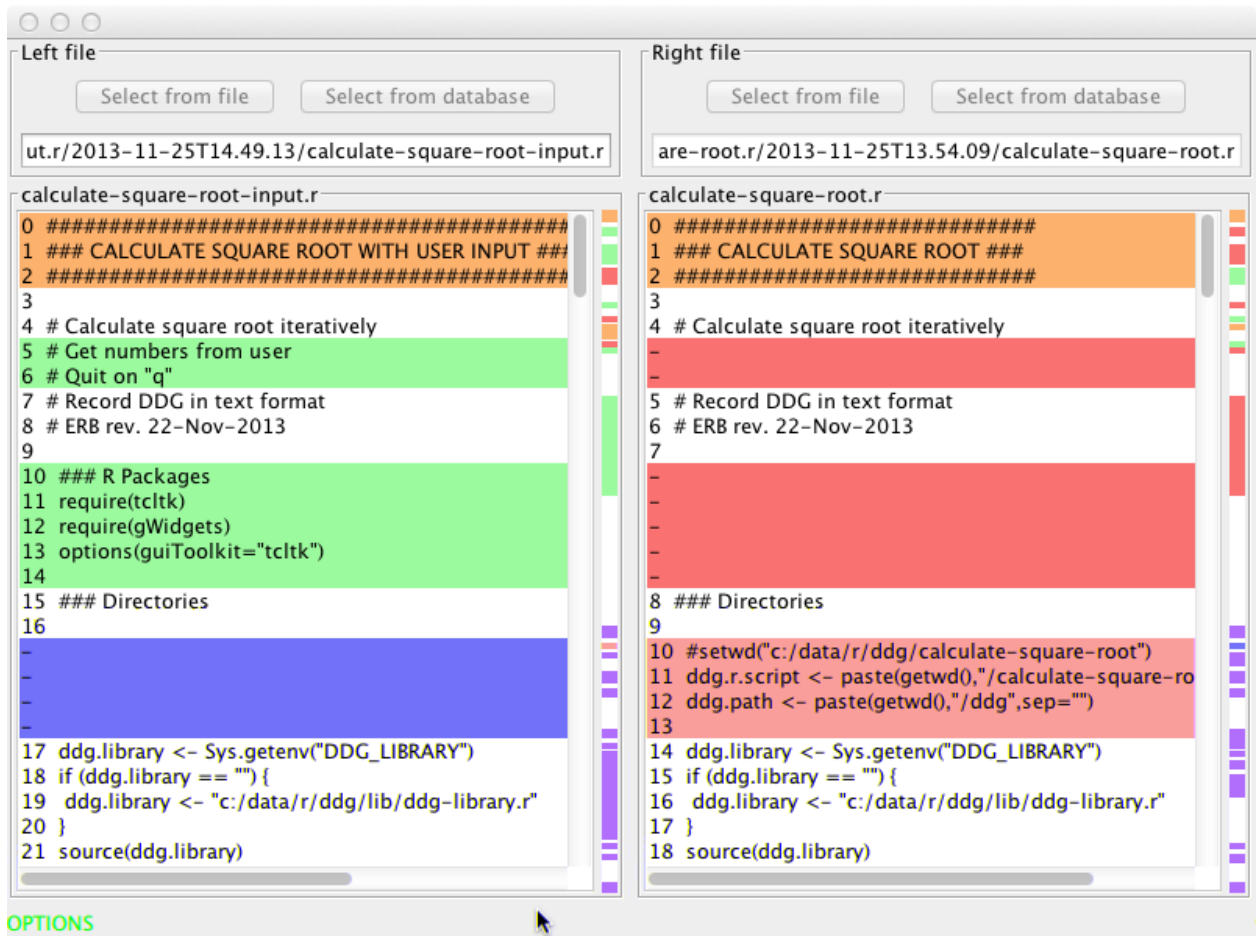 Left file
Select from file
Select from database
ut.r/2013-11-25T14.49.13/calculate-square-root-input.r
calculate-square-root-input.r
0 ###########################################
1 ### CALCULATE SQUARE ROOT WITH USER INPUT ###
2 ###########################################
3
4 # Calculate square root iteratively
5 # Get numbers from user
6 # Quit on "q"
7 # Record DDG in text format
8 # ERB rev. 22-Nov-2013
9
10 ### R Packages
11 require(tcltk)
12 require(gWidgets)
13 options(guiToolkit="tcltk")
14
15 ### Directories
16
-
-
-
-
17 ddg.library <- Sys.getenv("DDG_LIBRARY")
18 if (ddg.library == "") {
19 ddg.library <- "c:/data/r/ddg/lib/ddg-library.r"
20 }
21 source(ddg.library)
Right file
Select from file
Select from database
are-root.r/2013-11-25T13.54.09/calculate-square-root.r
calculate-square-root.r
0 ##############################
1 ### CALCULATE SQUARE ROOT ###
2 ##############################
3
4 # Calculate square root iteratively
-
-
5 # Record DDG in text format
6 # ERB rev. 22-Nov-2013
7
-
-
-
-
-
8 ### Directories
9
10 #setwd("c:/data/r/ddg/calculate-square-root")
11 ddg.r.script <- paste(getwd(),"/calculate-square-ro
12 ddg.path <- paste(getwd(),"/ddg",sep="")
13
14 ddg.library <- Sys.getenv("DDG_LIBRARY")
15 if (ddg.library == "") {
16 ddg.library <- "c:/data/r/ddg/lib/ddg-library.r"
17 }
18 source(ddg.library)
OPTIONS